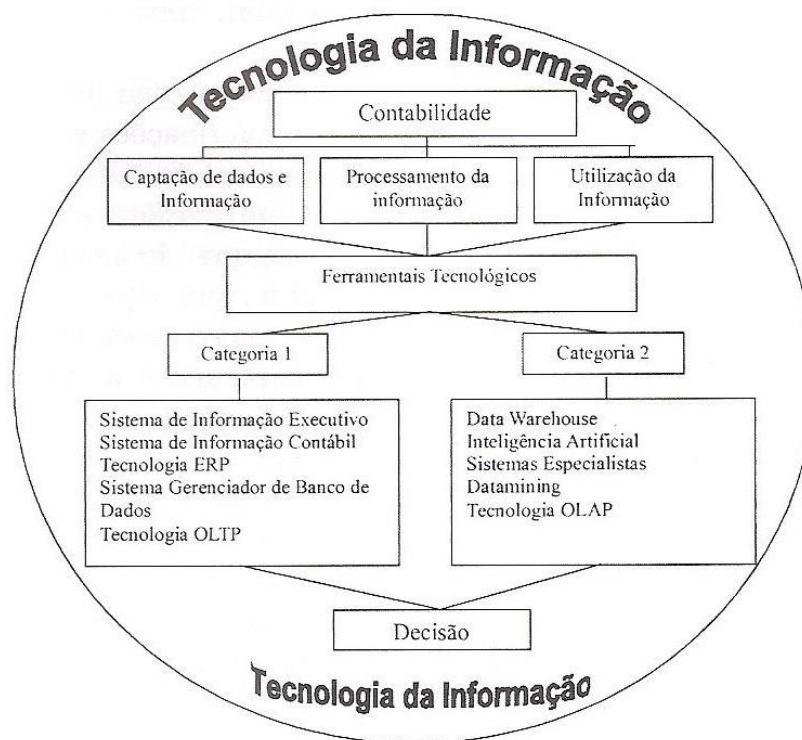 Tecnologia da Informação
Contabilidade
Captação de dados e
Informação
Processamento da
informação
Utilização da
Informação
Ferramentais Tecnológicos
Categoria 1
Categoria 2
Sistema de Informação Executivo
Sistema de Informação Contábil
Tecnologia ERP
Sistema Gerenciador de Banco de
Dados
Tecnologia OLTP
Data Warehouse
Inteligência Artificial
Sistemas Especialistas
Datamining
Tecnologia OLAP
Decisão
Tecnologia da Informação